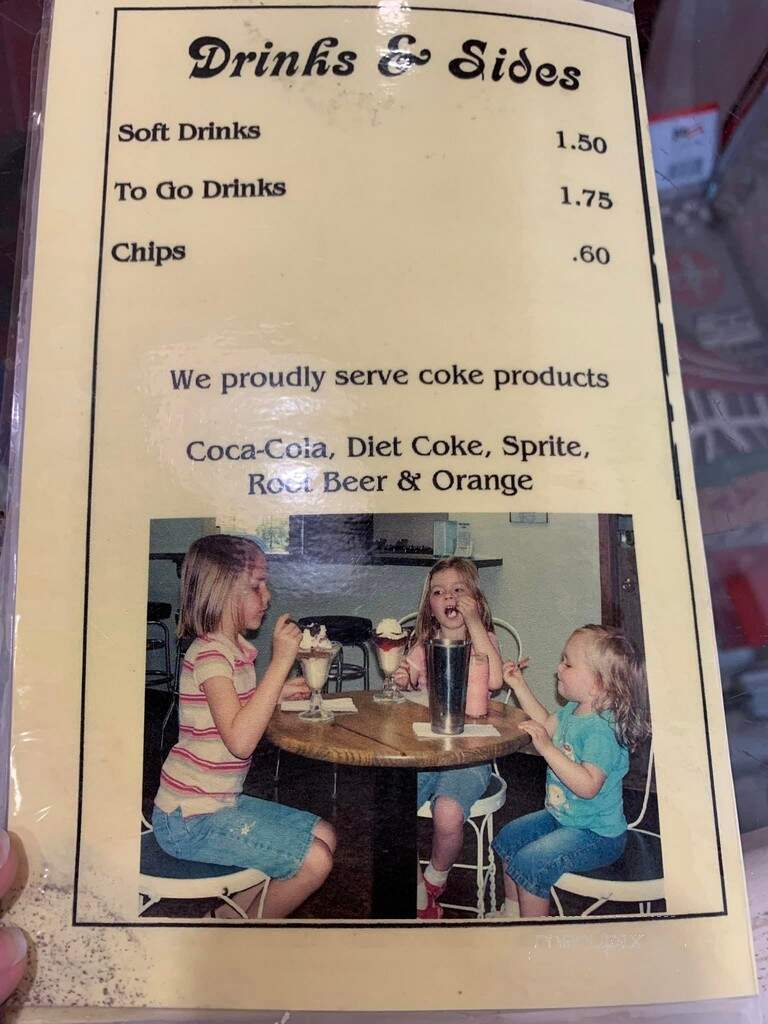 Drinks & Sides
Soft Drinks 1.50
To Go Drinks 1.75
Chips .60
We proudly serve coke products
Coca-Cola, Diet Coke, Sprite,
Root Beer & Orange
menupix